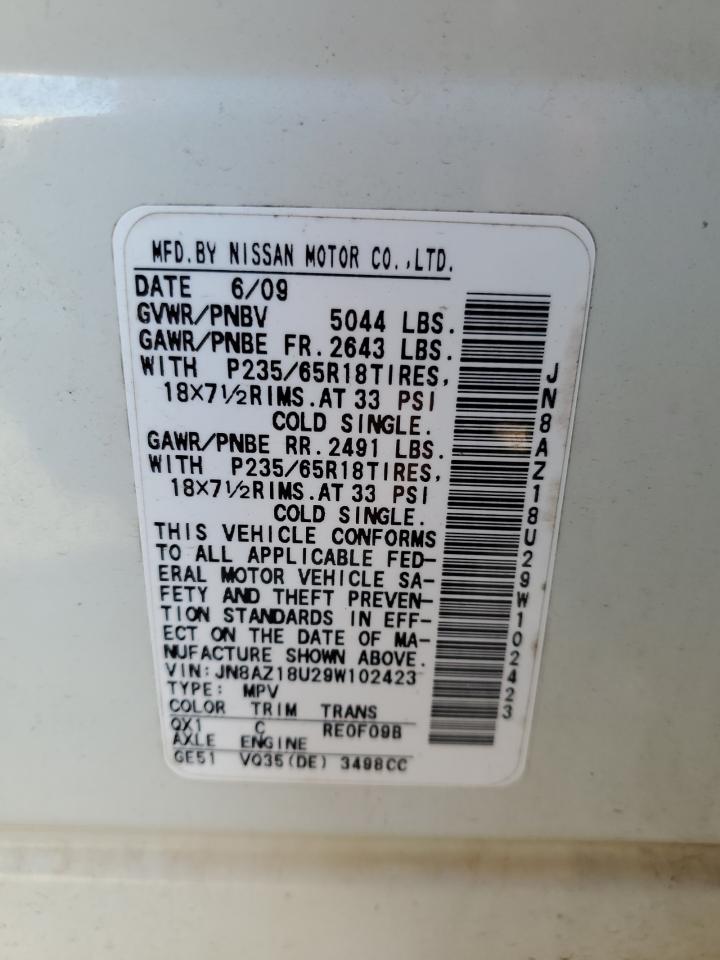 MFD.BY NISSAN MOTOR CO.,LTD.
DATE 6/09
GVWR/PNBV 5044 LBS.
GAWR/PNBE FR.2643 LBS.
WITH P235/65R18TIRES,
18×7½RIMS.AT 33 PSI
COLD SINGLE.
GAWR/PNBE RR.2491 LBS.
WITH P235/65R18TIRES,
18×7½RIMS.AT 33 PSI
COLD SINGLE.
THIS VEHICLE CONFORMS
TO ALL APPLICABLE FED-
ERAL MOTOR VEHICLE SA-
FETY AND THEFT PREVEN-
TION STANDARDS IN EFF-
ECT ON THE DATE OF MA-
NUFACTURE SHOWN ABOVE.
VIN:JN8AZ18U29W102423
TYPE: MPV
COLOR TRIM TRANS
QX1 C RE0F09B
AXLE ENGINE
GE51 VQ35(DE) 3498CC
JN8AZ18U29W102423